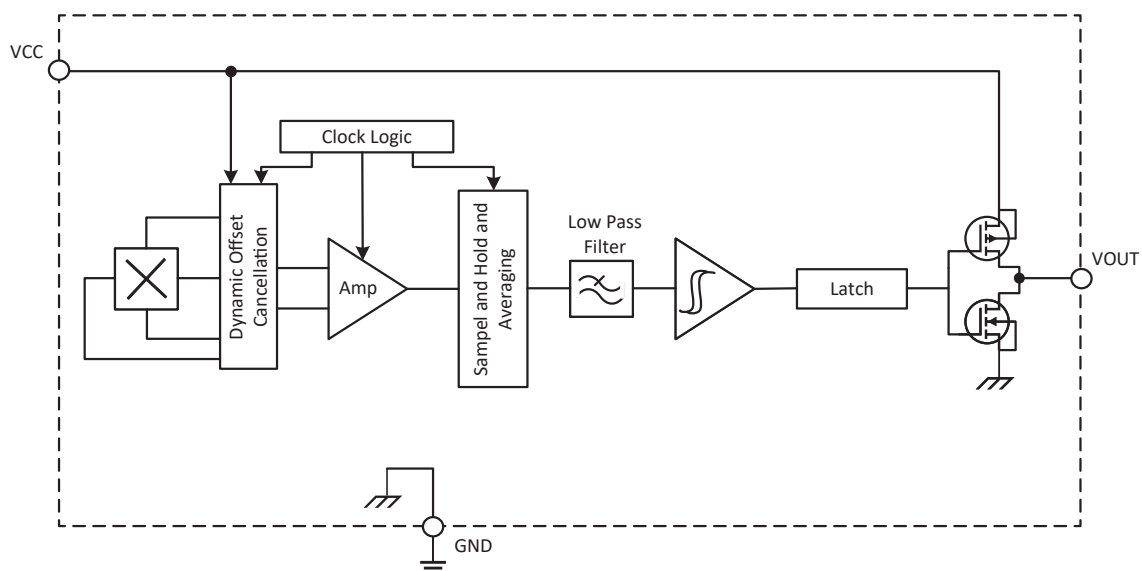 VCC
Clock Logic
Dynamic Offset
Cancellation
Amp
Sampel and Hold and
Averaging
Low Pass
Filter
Latch
VOUT
GND